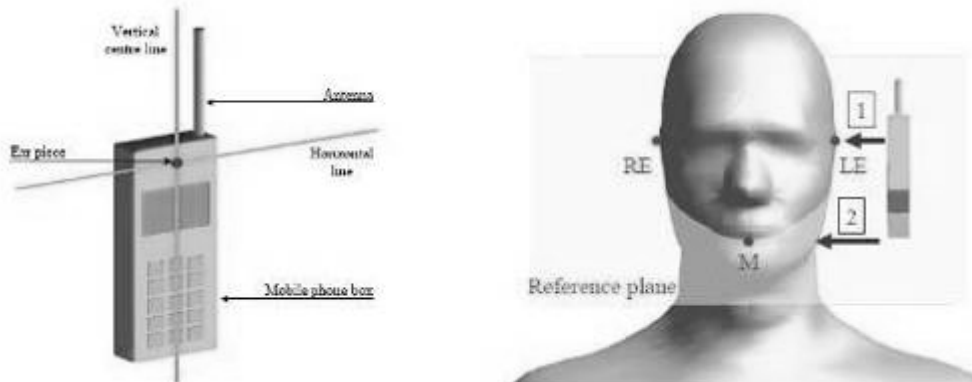 Vertical
centre line
Antenna
Ear piece
Horizontal
line
Mobile phone box
1
RE
LE
2
M
Reference plane